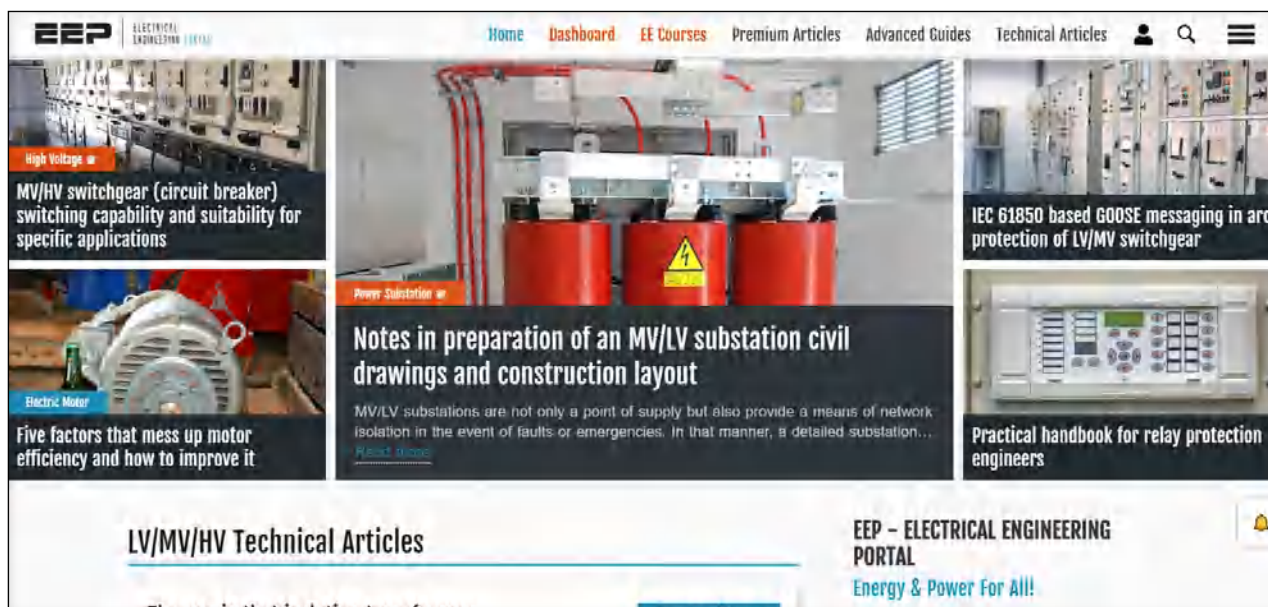 EEP
ELECTRICAL
ENGINEERING PORTAL
Home Dashboard EE Courses Premium Articles Advanced Guides Technical Articles
High Voltage
MV/HV switchgear (circuit breaker)
switching capability and suitability for
specific applications
Electric Motor
Five factors that mess up motor
efficiency and how to improve it
Power Substation
Notes in preparation of an MV/LV substation civil
drawings and construction layout
MV/LV substations are not only a point of supply but also provide a means of network
isolation in the event of faults or emergencies. In that manner, a detailed substation...
Read more
IEC 61850 based GOOSE messaging in arc
protection of LV/MV switchgear
Practical handbook for relay protection
engineers
LV/MV/HV Technical Articles
EEP – ELECTRICAL ENGINEERING
PORTAL
Energy & Power For All!